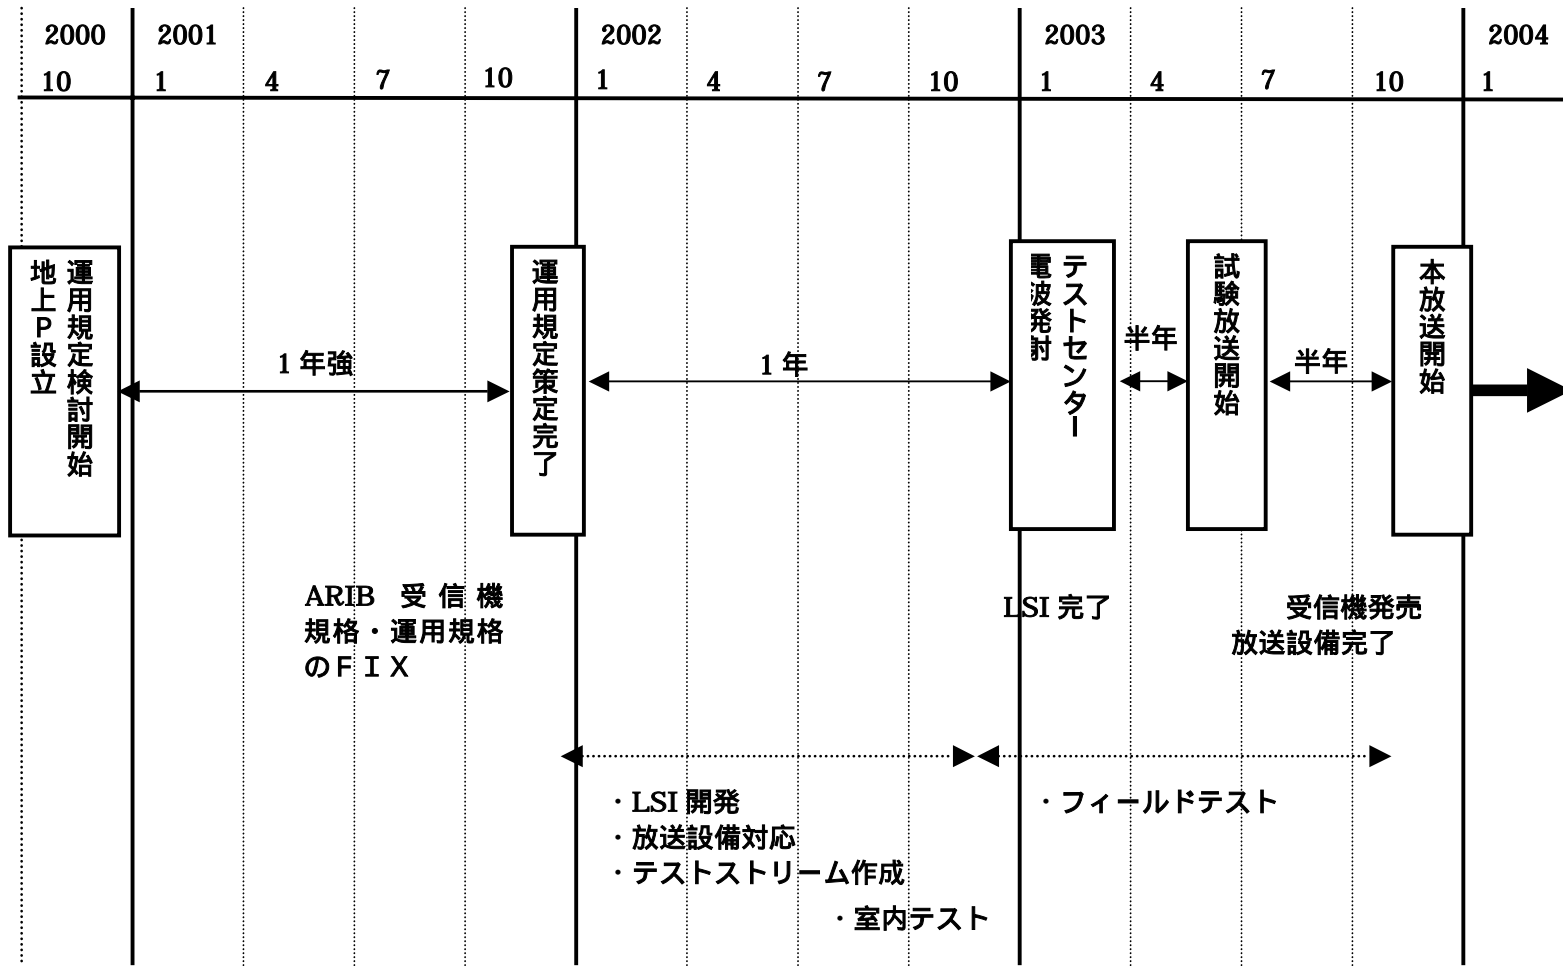 2000 2001 2002 2003 2004
10 1 4 7 10 1 4 7 10 1 4 7 10 1
運用規定検討開始
地上Ｐ設立
1 年強
運用規定策定完了
1 年
テストセンター
電波発射
半年
試験放送開始
半年
本放送開始
ARIB 受信機
規格・運用規格
のＦＩＸ
LSI 完了
受信機発売
放送設備完了
・LSI 開発
・放送設備対応
・テストストリーム作成
・室内テスト
・フィールドテスト